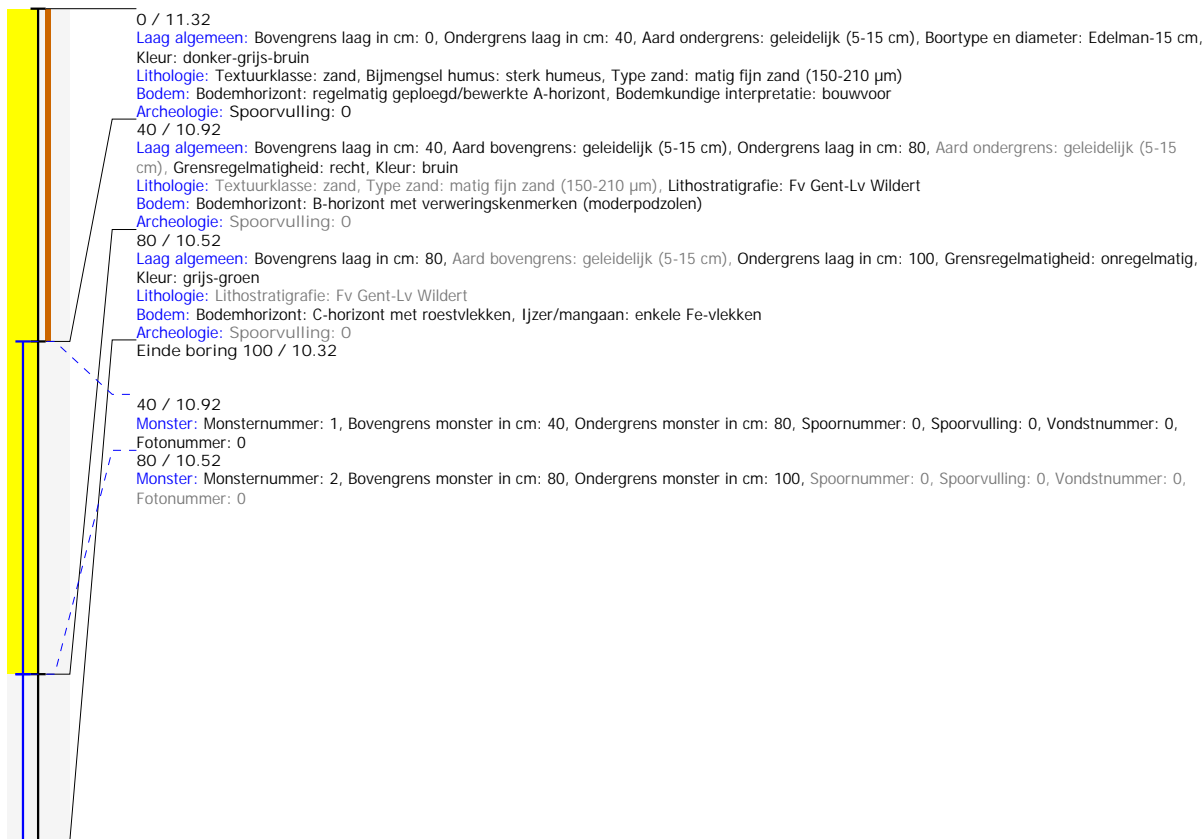 0 / 11.32
Laag algemeen: Bovengrens laag in cm: 0, Ondergrens laag in cm: 40, Aard ondergrens: geleidelijk (5-15 cm), Boortype en diameter: Edelman-15 cm,
Kleur: donker-grijs-bruin
Lithologie: Textuurklasse: zand, Bijmengsel humus: sterk humeus, Type zand: matig fijn zand (150-210 µm)
Bodem: Bodemhorizont: regelmatig geploegd/bewerkte A-horizont, Bodemkundige interpretatie: bouwvoor
Archeologie: Spoorvulling: 0
40 / 10.92
Laag algemeen: Bovengrens laag in cm: 40, Aard bovengrens: geleidelijk (5-15 cm), Ondergrens laag in cm: 80, Aard ondergrens: geleidelijk (5-15
cm), Grensregelmatigheid: recht, Kleur: bruin
Lithologie: Textuurklasse: zand, Type zand: matig fijn zand (150-210 µm), Lithostratigrafie: Fv Gent-Lv Wildert
Bodem: Bodemhorizont: B-horizont met verweringskenmerken (moderpodzolen)
Archeologie: Spoorvulling: 0
80 / 10.52
Laag algemeen: Bovengrens laag in cm: 80, Aard bovengrens: geleidelijk (5-15 cm), Ondergrens laag in cm: 100, Grensregelmatigheid: onregelmatig,
Kleur: grijs-groen
Lithologie: Lithostratigrafie: Fv Gent-Lv Wildert
Bodem: Bodemhorizont: C-horizont met roestvlekken, Ijzer/mangaan: enkele Fe-vlekken
Archeologie: Spoorvulling: 0
Einde boring 100 / 10.32
40 / 10.92
Monster: Monsternummer: 1, Bovengrens monster in cm: 40, Ondergrens monster in cm: 80, Spoornummer: 0, Spoorvulling: 0, Vondstnummer: 0,
Fotonummer: 0
80 / 10.52
Monster: Monsternummer: 2, Bovengrens monster in cm: 80, Ondergrens monster in cm: 100, Spoornummer: 0, Spoorvulling: 0, Vondstnummer: 0,
Fotonummer: 0